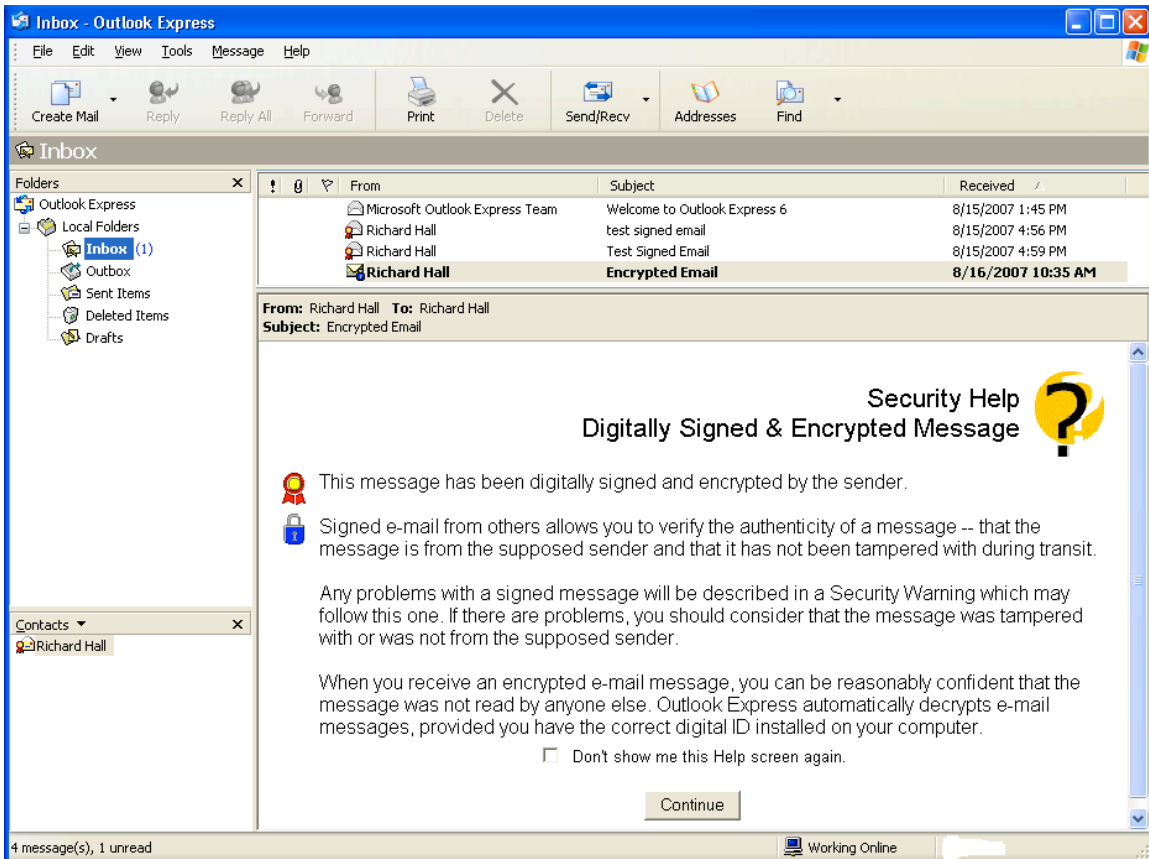 Inbox - Outlook Express
File Edit View Tools Message Help
Create Mail Reply Reply All Forward Print Delete Send/Recv Addresses Find
Inbox
Folders
Outlook Express
Local Folders
Inbox (1)
Outbox
Sent Items
Deleted Items
Drafts
Contacts
Richard Hall
! From Subject Received
Microsoft Outlook Express Team Welcome to Outlook Express 6 8/15/2007 1:45 PM
Richard Hall test signed email 8/15/2007 4:56 PM
Richard Hall Test Signed Email 8/15/2007 4:59 PM
Richard Hall Encrypted Email 8/16/2007 10:35 AM
From: Richard Hall To: Richard Hall
Subject: Encrypted Email
Security Help
Digitally Signed & Encrypted Message
This message has been digitally signed and encrypted by the sender.
Signed e-mail from others allows you to verify the authenticity of a message -- that the
message is from the supposed sender and that it has not been tampered with during transit.
Any problems with a signed message will be described in a Security Warning which may
follow this one. If there are problems, you should consider that the message was tampered
with or was not from the supposed sender.
When you receive an encrypted e-mail message, you can be reasonably confident that the
message was not read by anyone else. Outlook Express automatically decrypts e-mail
messages, provided you have the correct digital ID installed on your computer.
Don't show me this Help screen again.
Continue
4 message(s), 1 unread Working Online